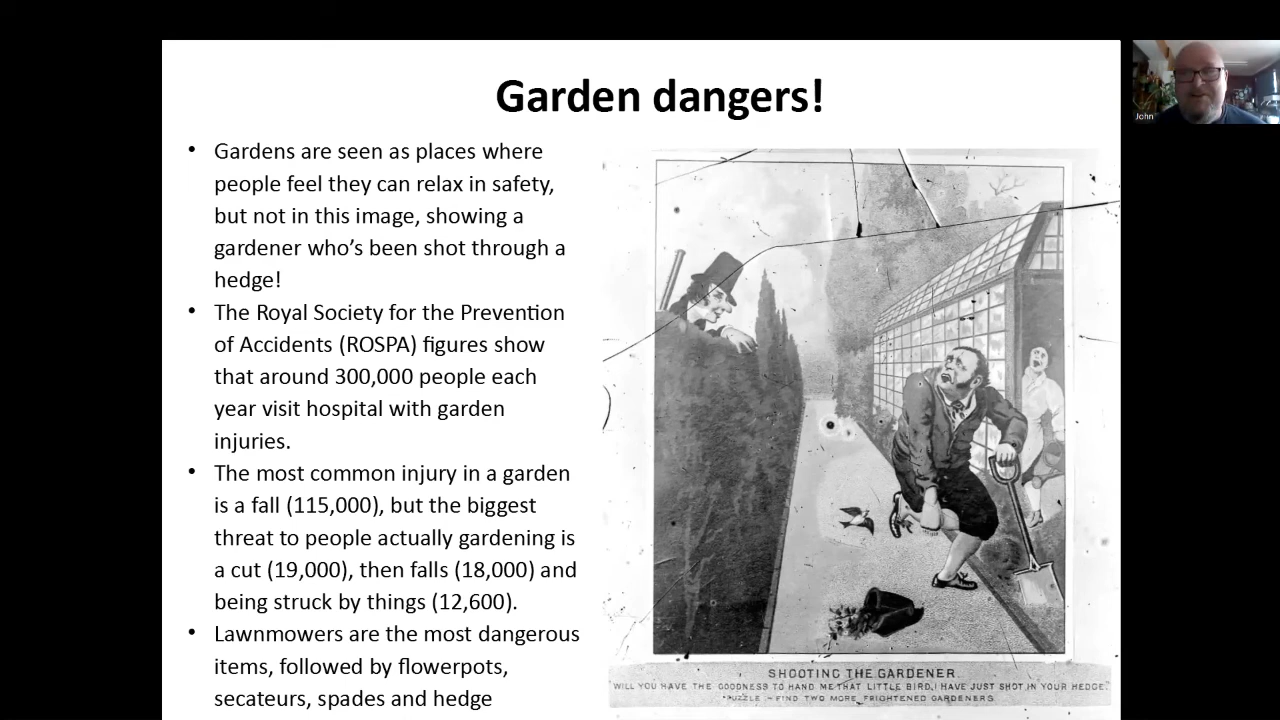 Garden dangers!
• Gardens are seen as places where
people feel they can relax in safety,
but not in this image, showing a
gardener who’s been shot through a
hedge!
• The Royal Society for the Prevention
of Accidents (ROSPA) figures show
that around 300,000 people each
year visit hospital with garden
injuries.
• The most common injury in a garden
is a fall (115,000), but the biggest
threat to people actually gardening is
a cut (19,000), then falls (18,000) and
being struck by things (12,600).
• Lawnmowers are the most dangerous
items, followed by flowerpots,
secateurs, spades and hedge
SHOOTING THE GARDENER.
WILL YOU HAVE THE GOODNESS TO HAND ME THAT LITTLE BIRD, I HAVE JUST SHOT IN YOUR HEDGE.
PUZZLE - FIND TWO MORE FRIGHTENED GARDENERS
John